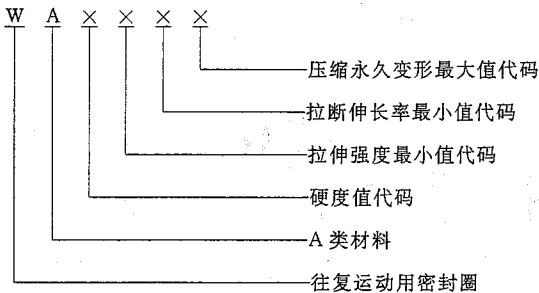 W A × × × ×
压缩永久变形最大值代码
拉断伸长率最小值代码
拉伸强度最小值代码
硬度值代码
A 类材料
往复运动用密封圈